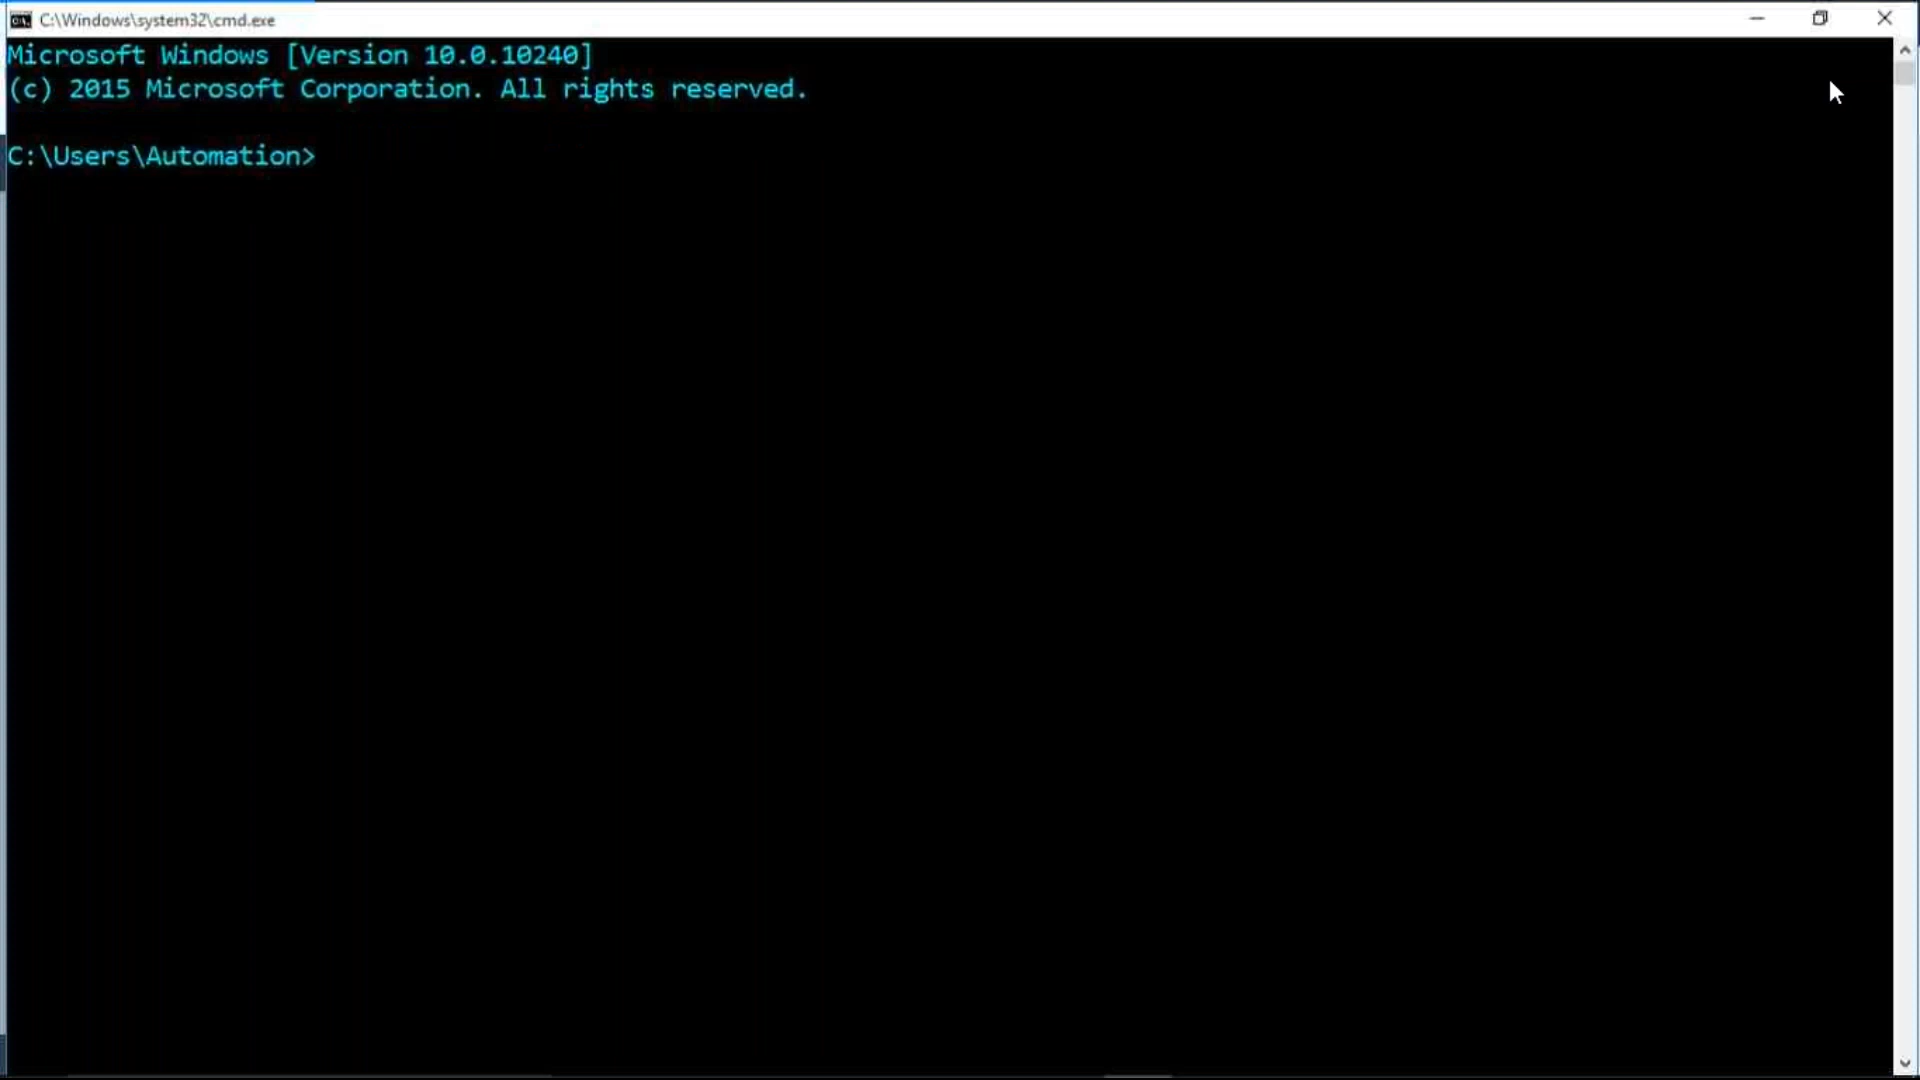 C:\Windows\system32\cmd.exe
Microsoft Windows [Version 10.0.10240]
(c) 2015 Microsoft Corporation. All rights reserved.
C:\Users\Automation>